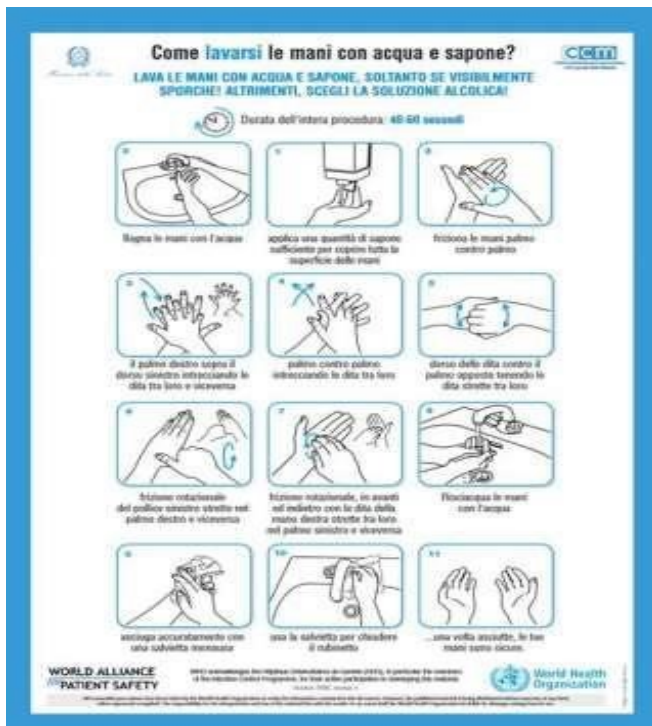 Come lavarsi le mani con acqua e sapone?
ccm
LAVA LE MANI CON ACQUA E SAPONE, SOLTANTO SE VISIBILMENTE
SPORCHE! ALTRIMENTI, SCEGLI LA SOLUZIONE ALCOLICA!
Durata dell'intera procedura: 40-60 secondi
Bagna le mani con l'acqua
applica una quantità di sapone
sufficiente per coprire tutta la
superficie delle mani
friziona le mani palmo
contro palmo
il palmo destro sopra il
dorso sinistro intrecciando le
dita tra loro e viceversa
palmo contro palmo
intrecciando le dita tra loro
dorso delle dita contro il
palmo opposto tenendo le
dita strette tra loro
frizione rotazionale
del pollice sinistro stretto nel
palmo destro e viceversa
frizione rotazionale, in avanti
ed indietro con le dita della
mano destra strette tra loro
nel palmo sinistro e viceversa
Risciacqua le mani
con l'acqua
asciuga accuratamente con
una salvietta monouso
usa la salvietta per chiudere
il rubinetto
...una volta asciutte, le tue
mani sono sicure.
WORLD ALLIANCE
for PATIENT SAFETY
World Health
Organization